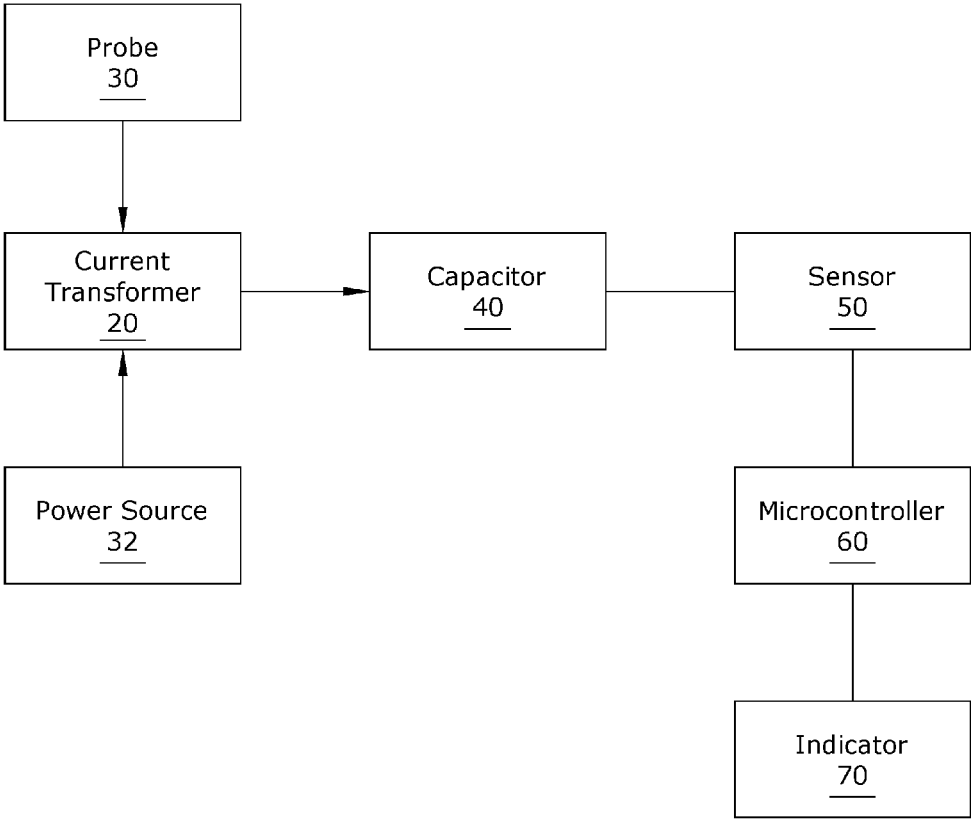 Probe
30
Current
Transformer
20
Capacitor
40
Sensor
50
Power Source
32
Microcontroller
60
Indicator
70